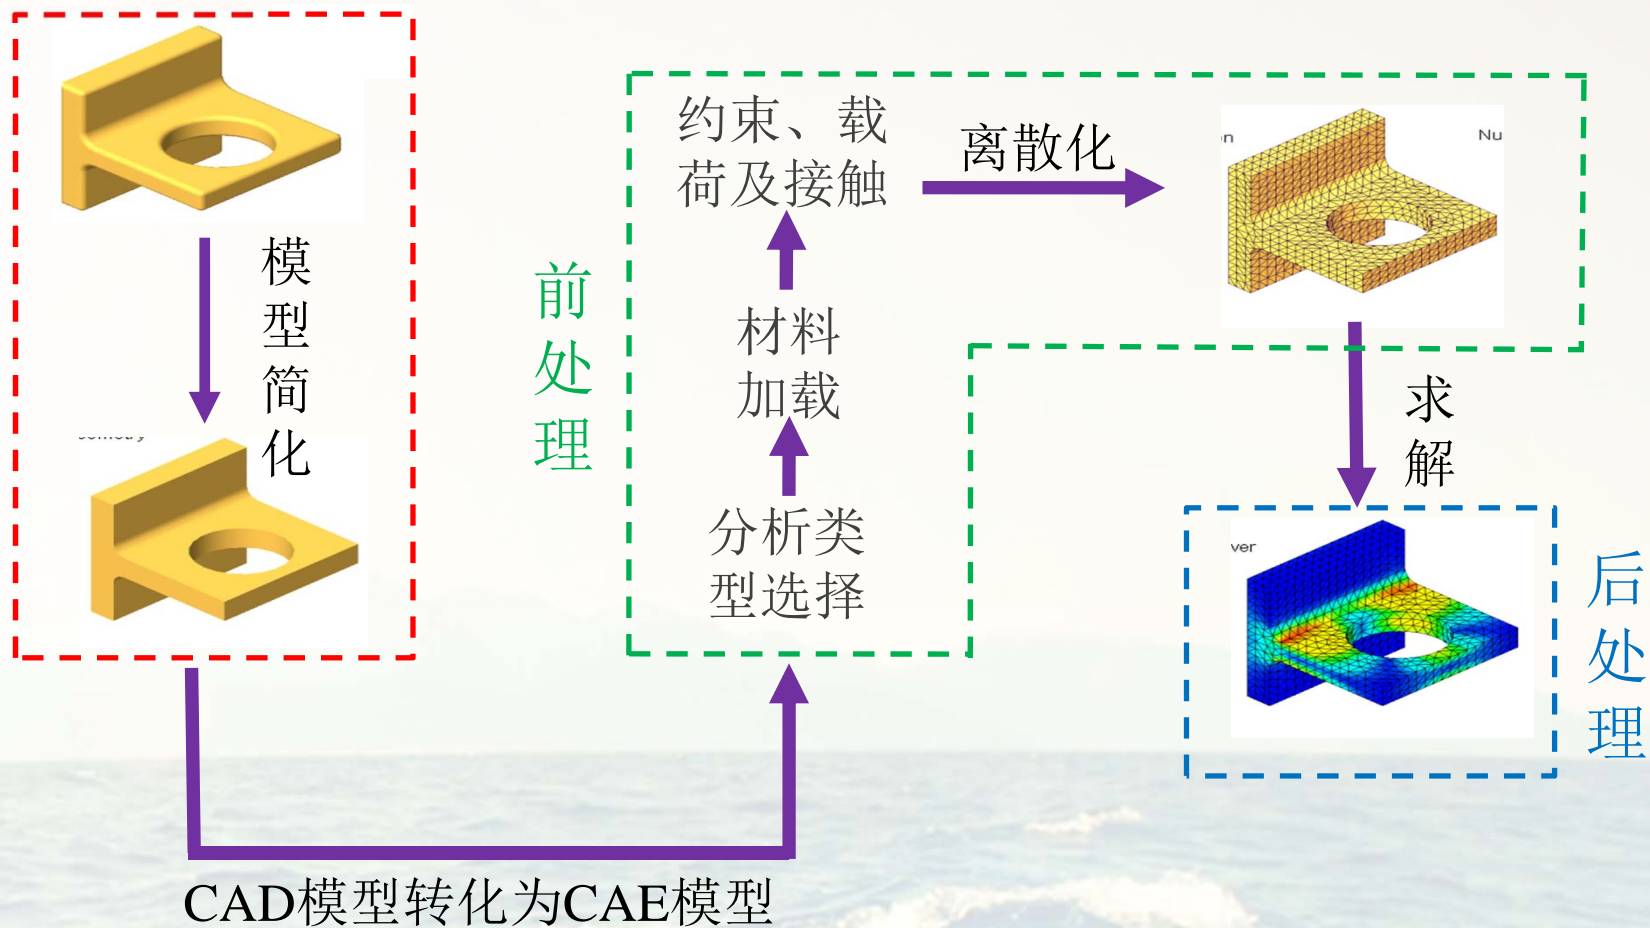 模
型
简
化
前
处
理
约束、载
荷及接触
离散化
n
Nu
材料
加载
分析类
型选择
求
解
ver
后
处
理
CAD模型转化为CAE模型